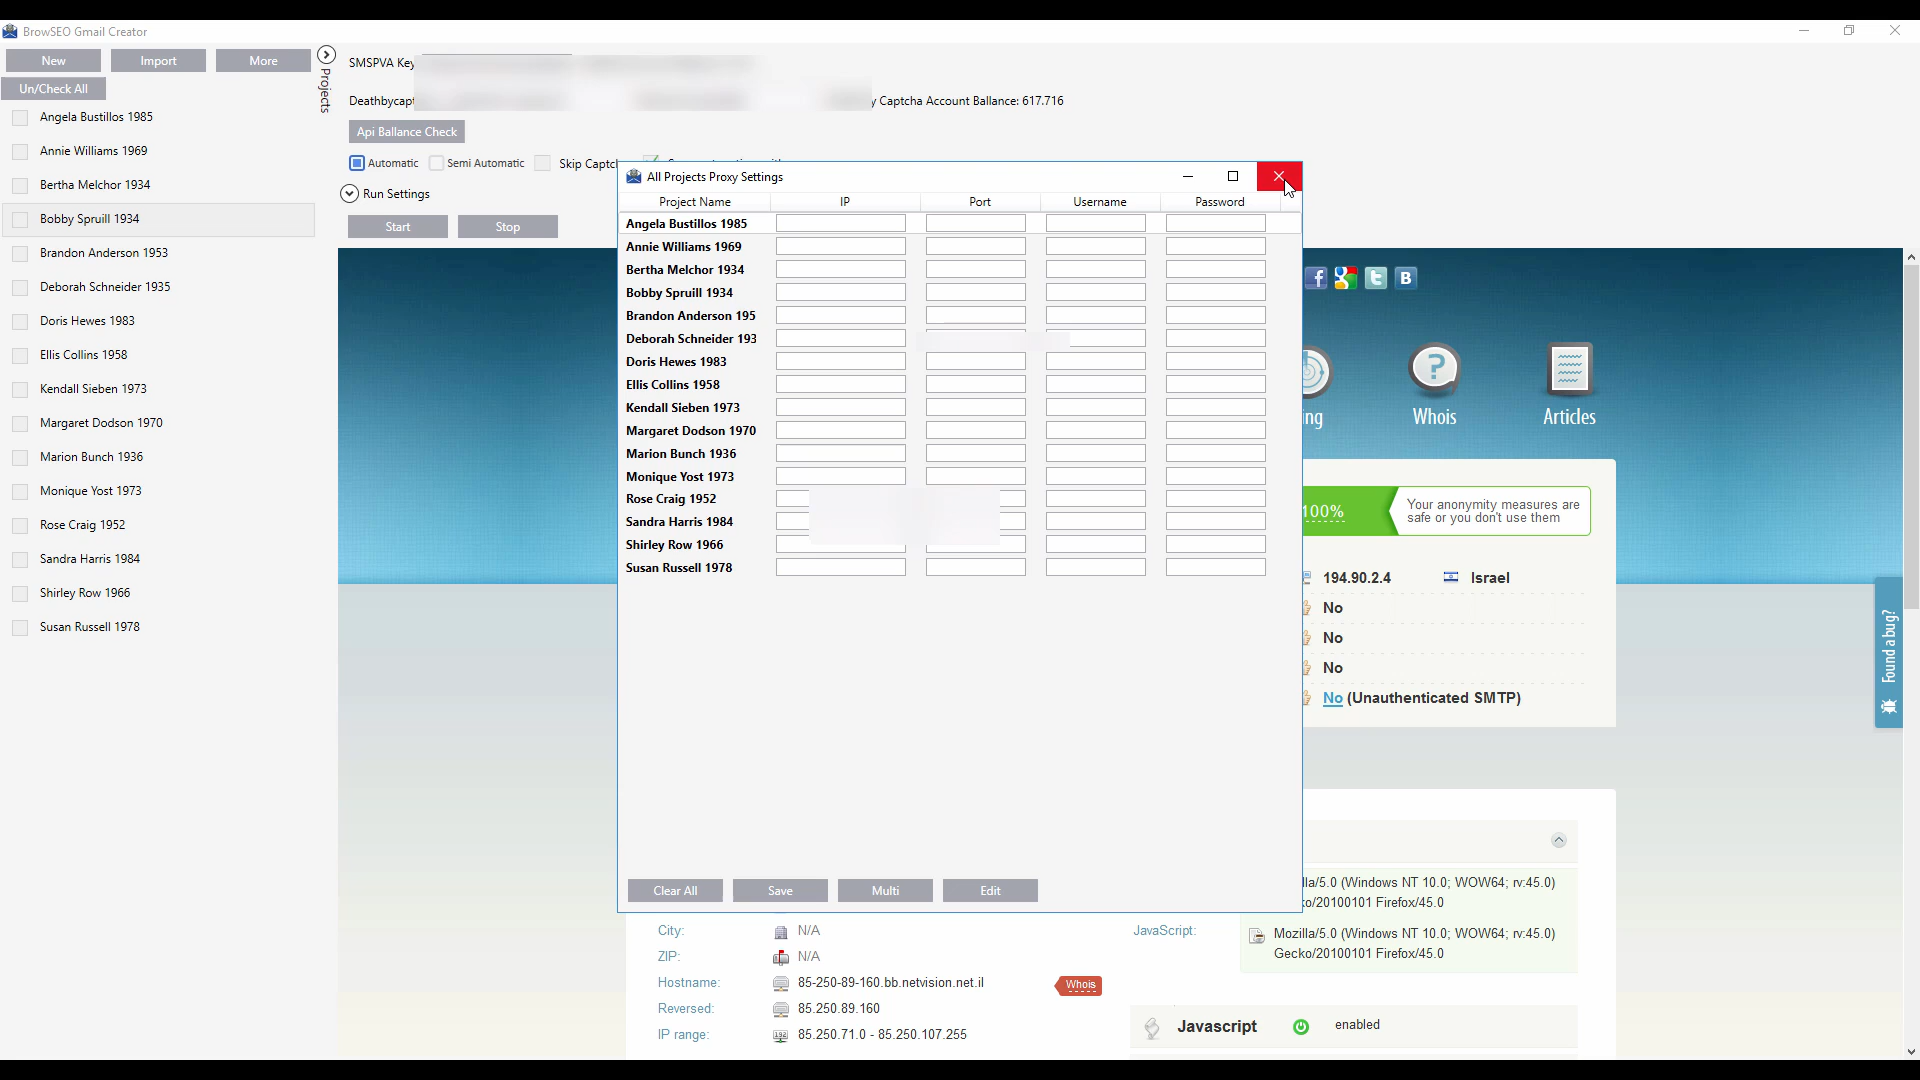 BrowSEO Gmail Creator
New
Import
More
Un/Check All
Projects
Angela Bustillos 1985
Annie Williams 1969
Bertha Melchor 1934
Bobby Spruill 1934
Brandon Anderson 1953
Deborah Schneider 1935
Doris Hewes 1983
Ellis Collins 1958
Kendall Sieben 1973
Margaret Dodson 1970
Marion Bunch 1936
Monique Yost 1973
Rose Craig 1952
Sandra Harris 1984
Shirley Row 1966
Susan Russell 1978
SMSPVA Key
Deathbycapt
y Captcha Account Ballance: 617.716
Api Ballance Check
Automatic
Semi Automatic
Skip Captch
Run Settings
Start
Stop
All Projects Proxy Settings
Project Name IP Port Username Password
Angela Bustillos 1985
Annie Williams 1969
Bertha Melchor 1934
Bobby Spruill 1934
Brandon Anderson 195
Deborah Schneider 193
Doris Hewes 1983
Ellis Collins 1958
Kendall Sieben 1973
Margaret Dodson 1970
Marion Bunch 1936
Monique Yost 1973
Rose Craig 1952
Sandra Harris 1984
Shirley Row 1966
Susan Russell 1978
Clear All
Save
Multi
Edit
ing
Whois
Articles
100%
Your anonymity measures are
safe or you don't use them
194.90.2.4
Israel
No
No
No
No (Unauthenticated SMTP)
Found a bug?
lla/5.0 (Windows NT 10.0; WOW64; rv:45.0)
ko/20100101 Firefox/45.0
JavaScript:
Mozilla/5.0 (Windows NT 10.0; WOW64; rv:45.0)
Gecko/20100101 Firefox/45.0
City: N/A
ZIP: N/A
Hostname: 85-250-89-160.bb.netvision.net.il
Whois
Reversed: 85.250.89.160
IP range: 85.250.71.0 - 85.250.107.255
Javascript
enabled